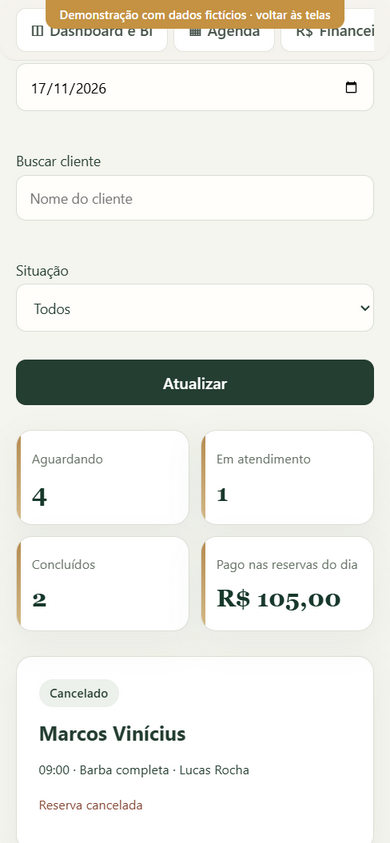 Demonstração com dados fictícios · voltar às telas
Dashboard e BI
Agenda
R$ Financei
17/11/2026
Buscar cliente
Nome do cliente
Situação
Todos
Atualizar
Aguardando
4
Em atendimento
1
Concluídos
2
Pago nas reservas do dia
R$ 105,00
Cancelado
Marcos Vinícius
09:00 · Barba completa · Lucas Rocha
Reserva cancelada